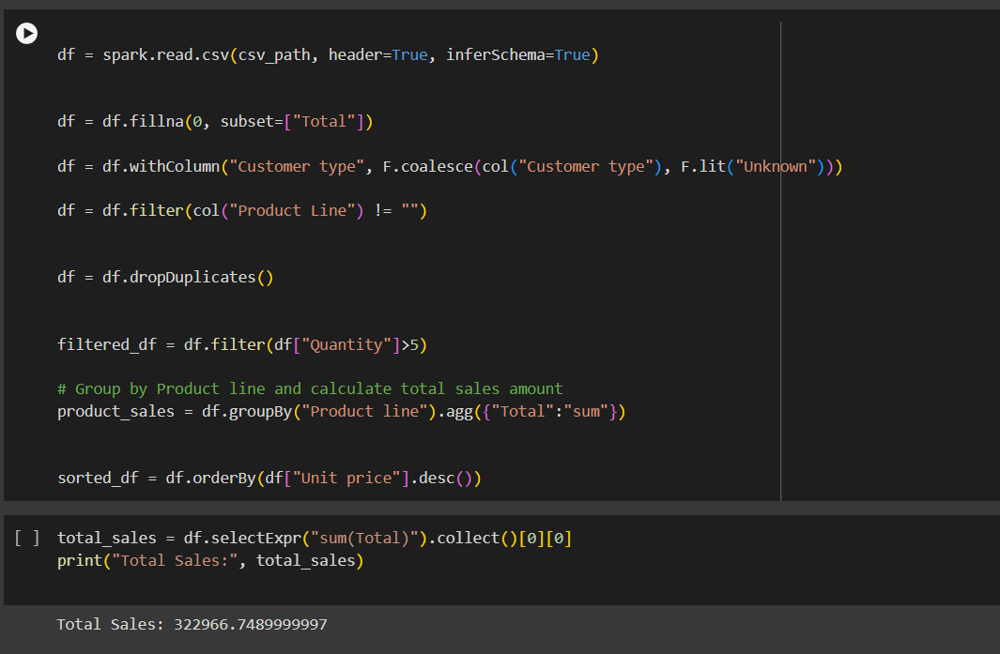 df = spark.read.csv(csv_path, header=True, inferSchema=True)
df = df.fillna(0, subset=["Total"])
df = df.withColumn("Customer type", F.coalesce(col("Customer type"), F.lit("Unknown")))
df = df.filter(col("Product Line") != "")
df = df.dropDuplicates()
filtered_df = df.filter(df["Quantity"]>5)
# Group by Product line and calculate total sales amount
product_sales = df.groupBy("Product line").agg({"Total":"sum"})
sorted_df = df.orderBy(df["Unit price"].desc())
[ ] total_sales = df.selectExpr("sum(Total)").collect()[0][0]
print("Total Sales:", total_sales)
Total Sales: 322966.7489999997